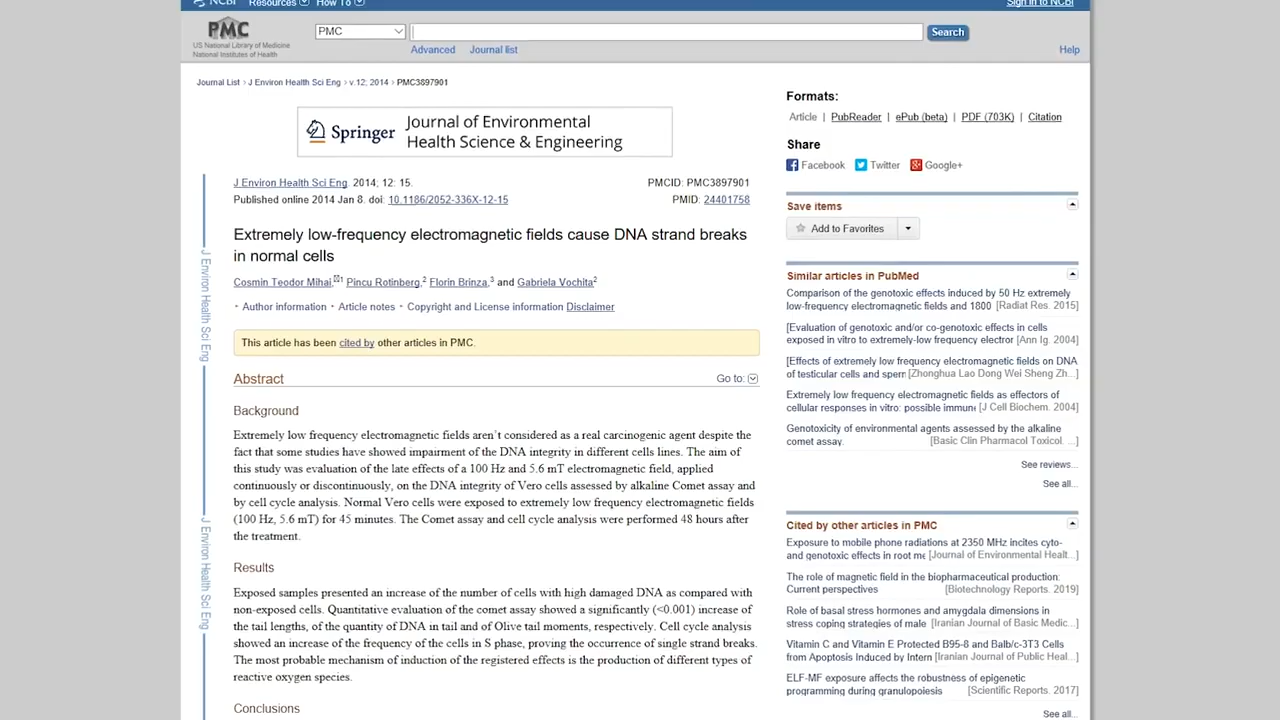 NCBI Resources How To Sign in to NCBI
PMC
US National Library of Medicine
National Institutes of Health
PMC
Search
Advanced Journal list
Help
Journal List > J Environ Health Sci Eng > v.12; 2014 > PMC3897901
Springer
Journal of Environmental
Health Science & Engineering
J Environ Health Sci Eng. 2014; 12: 15.
PMCID: PMC3897901
Published online 2014 Jan 8. doi: 10.1186/2052-336X-12-15
PMID: 24401758
Extremely low-frequency electromagnetic fields cause DNA strand breaks
in normal cells
Cosmin Teodor Mihai,1 Pincu Rotinberg,2 Florin Brinza,3 and Gabriela Vochita2
• Author information • Article notes • Copyright and License information Disclaimer
This article has been cited by other articles in PMC.
Abstract
Go to:
Background
Extremely low frequency electromagnetic fields aren't considered as a real carcinogenic agent despite the
fact that some studies have showed impairment of the DNA integrity in different cells lines. The aim of
this study was evaluation of the late effects of a 100 Hz and 5.6 mT electromagnetic field, applied
continuously or discontinuously, on the DNA integrity of Vero cells assessed by alkaline Comet assay and
by cell cycle analysis. Normal Vero cells were exposed to extremely low frequency electromagnetic fields
(100 Hz, 5.6 mT) for 45 minutes. The Comet assay and cell cycle analysis were performed 48 hours after
the treatment.
Results
Exposed samples presented an increase of the number of cells with high damaged DNA as compared with
non-exposed cells. Quantitative evaluation of the comet assay showed a significantly (<0.001) increase of
the tail lengths, of the quantity of DNA in tail and of Olive tail moments, respectively. Cell cycle analysis
showed an increase of the frequency of the cells in S phase, proving the occurrence of single strand breaks.
The most probable mechanism of induction of the registered effects is the production of different types of
reactive oxygen species.
Conclusions
J Environ Health Sci Eng
J Environ Health Sci Eng
Formats:
Article | PubReader | ePub (beta) | PDF (703K) | Citation
Share
Facebook Twitter Google+
Save items
Add to Favorites
Similar articles in PubMed
Comparison of the genotoxic effects induced by 50 Hz extremely
low-frequency electromagnetic fields and 1800 [Radiat Res. 2015]
[Evaluation of genotoxic and/or co-genotoxic effects in cells
exposed in vitro to extremely-low frequency electror [Ann Ig. 2004]
[Effects of extremely low frequency electromagnetic fields on DNA
of testicular cells and sperm [Zhonghua Lao Dong Wei Sheng Zh...]
Extremely low frequency electromagnetic fields as effectors of
cellular responses in vitro: possible immune [J Cell Biochem. 2004]
Genotoxicity of environmental agents assessed by the alkaline
comet assay. [Basic Clin Pharmacol Toxicol. ...]
See reviews...
See all...
Cited by other articles in PMC
Exposure to mobile phone radiations at 2350 MHz incites cyto-
and genotoxic effects in root me [Journal of Environmental Healt...]
The role of magnetic field in the biopharmaceutical production:
Current perspectives [Biotechnology Reports. 2019]
Role of basal stress hormones and amygdala dimensions in
stress coping strategies of male [Iranian Journal of Basic Medic...]
Vitamin C and Vitamin E Protected B95-8 and Balb/c-3T3 Cells
from Apoptosis Induced by Intern [Iranian Journal of Public Heal...]
ELF-MF exposure affects the robustness of epigenetic
programming during granulopoiesis [Scientific Reports. 2017]
See all...